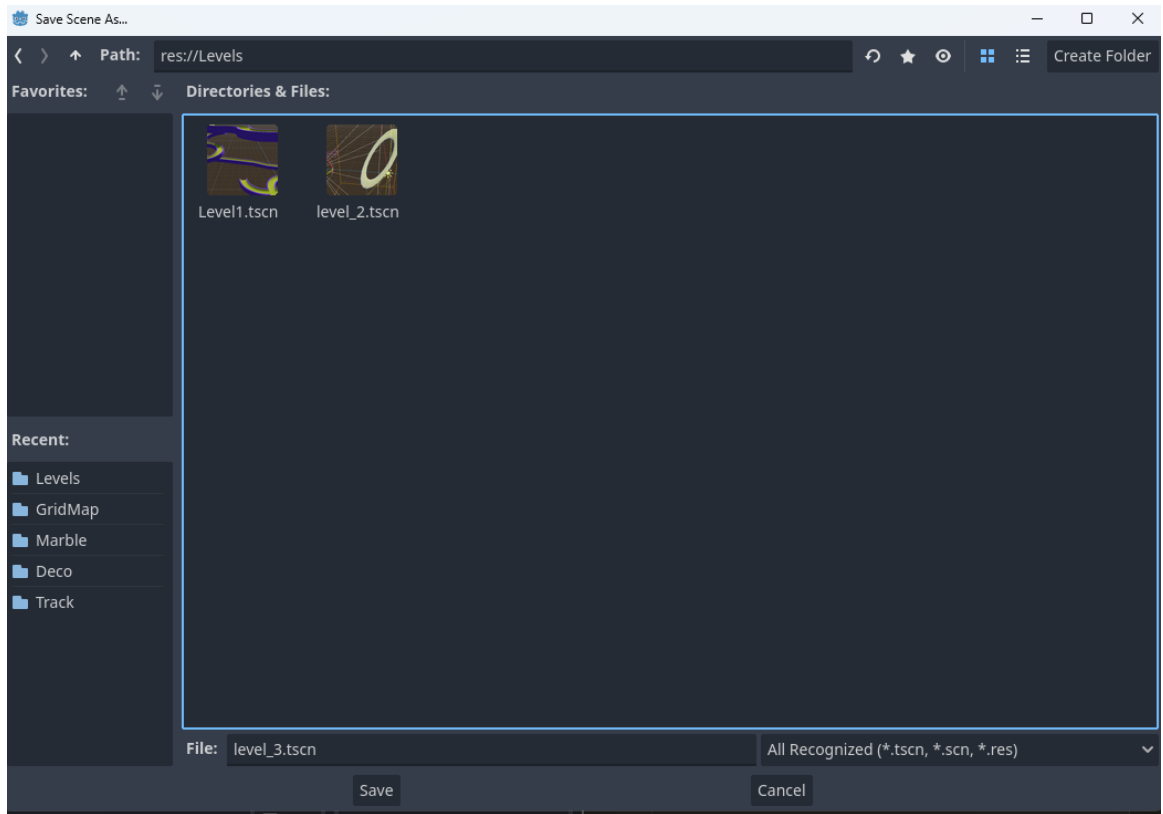 Save Scene As...
Path: res://Levels
Create Folder
Favorites:
Directories & Files:
Level1.tscn
level_2.tscn
Recent:
Levels
GridMap
Marble
Deco
Track
File: level_3.tscn
All Recognized (*.tscn, *.scn, *.res)
Save
Cancel